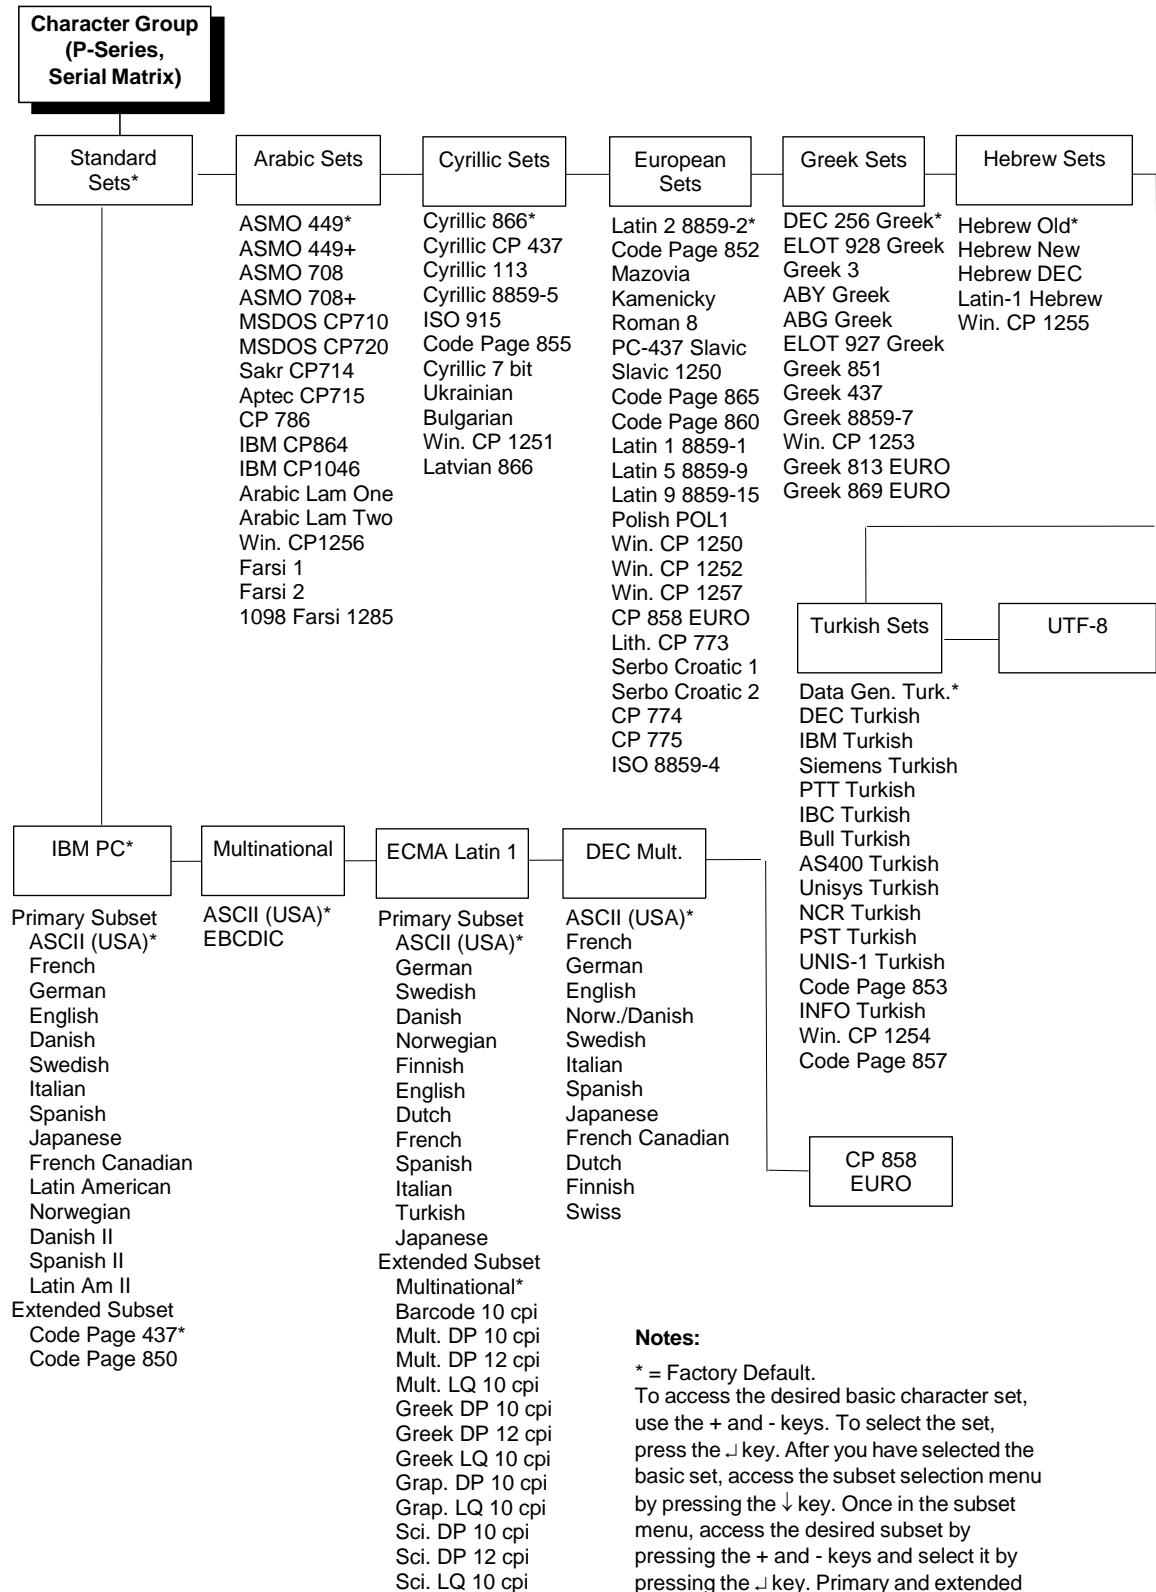 Character Group
(P-Series,
Serial Matrix)
Standard
Sets*
Arabic Sets
ASMO 449*
ASMO 449+
ASMO 708
ASMO 708+
MSDOS CP710
MSDOS CP720
Sakr CP714
Aptec CP715
CP 786
IBM CP864
IBM CP1046
Arabic Lam One
Arabic Lam Two
Win. CP1256
Farsi 1
Farsi 2
1098 Farsi 1285
Cyrillic Sets
Cyrillic 866*
Cyrillic CP 437
Cyrillic 113
Cyrillic 8859-5
ISO 915
Code Page 855
Cyrillic 7 bit
Ukrainian
Bulgarian
Win. CP 1251
Latvian 866
European
Sets
Latin 2 8859-2*
Code Page 852
Mazovia
Kamenicky
Roman 8
PC-437 Slavic
Slavic 1250
Code Page 865
Code Page 860
Latin 1 8859-1
Latin 5 8859-9
Latin 9 8859-15
Polish POL1
Win. CP 1250
Win. CP 1252
Win. CP 1257
CP 858 EURO
Lith. CP 773
Serbo Croatic 1
Serbo Croatic 2
CP 774
CP 775
ISO 8859-4
Greek Sets
DEC 256 Greek*
ELOT 928 Greek
Greek 3
ABY Greek
ABG Greek
ELOT 927 Greek
Greek 851
Greek 437
Greek 8859-7
Win. CP 1253
Greek 813 EURO
Greek 869 EURO
Hebrew Sets
Hebrew Old*
Hebrew New
Hebrew DEC
Latin-1 Hebrew
Win. CP 1255
Turkish Sets
Data Gen. Turk.*
DEC Turkish
IBM Turkish
Siemens Turkish
PTT Turkish
IBC Turkish
Bull Turkish
AS400 Turkish
Unisys Turkish
NCR Turkish
PST Turkish
UNIS-1 Turkish
Code Page 853
INFO Turkish
Win. CP 1254
Code Page 857
UTF-8
IBM PC*
Primary Subset
ASCII (USA)*
French
German
English
Danish
Swedish
Italian
Spanish
Japanese
French Canadian
Latin American
Norwegian
Danish II
Spanish II
Latin Am II
Extended Subset
Code Page 437*
Code Page 850
Multinational
ASCII (USA)*
EBCDIC
ECMA Latin 1
Primary Subset
ASCII (USA)*
German
Swedish
Danish
Norwegian
Finnish
English
Dutch
French
Spanish
Italian
Turkish
Japanese
Extended Subset
Multinational*
Barcode 10 cpi
Mult. DP 10 cpi
Mult. DP 12 cpi
Mult. LQ 10 cpi
Greek DP 10 cpi
Greek DP 12 cpi
Greek LQ 10 cpi
Grap. DP 10 cpi
Grap. LQ 10 cpi
Sci. DP 10 cpi
Sci. DP 12 cpi
Sci. LQ 10 cpi
DEC Mult.
ASCII (USA)*
French
German
English
Norw./Danish
Swedish
Italian
Spanish
Japanese
French Canadian
Dutch
Finnish
Swiss
CP 858
EURO
Notes:
* = Factory Default.
To access the desired basic character set,
use the + and - keys. To select the set,
press the ↵ key. After you have selected the
basic set, access the subset selection menu
by pressing the ↓ key. Once in the subset
menu, access the desired subset by
pressing the + and - keys and select it by
pressing the ↵ key. Primary and extended